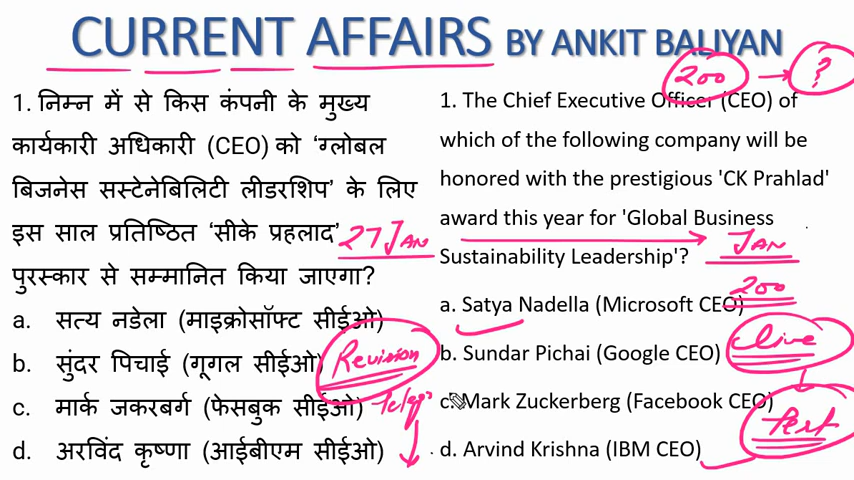 CURRENT AFFAIRS BY ANKIT BALIYAN
200 → ?
1. निम्न में से किस कंपनी के मुख्य
कार्यकारी अधिकारी (CEO) को ‘ग्लोबल
बिजनेस सस्टेनेबिलिटी लीडरशिप’ के लिए
इस साल प्रतिष्ठित ‘सीके प्रहलाद’
27 JAN
पुरस्कार से सम्मानित किया जाएगा?
a. सत्य नडेला (माइक्रोसॉफ्ट सीईओ)
b. सुंदर पिचाई (गूगल सीईओ)
Revision
c. मार्क जकरबर्ग (फेसबुक सीईओ)
d. अरविंद कृष्णा (आईबीएम सीईओ)
1. The Chief Executive Officer (CEO) of
which of the following company will be
honored with the prestigious 'CK Prahlad'
award this year for 'Global Business
JAN
Sustainability Leadership'?
200
a. Satya Nadella (Microsoft CEO)
b. Sundar Pichai (Google CEO)
c. Mark Zuckerberg (Facebook CEO)
d. Arvind Krishna (IBM CEO)